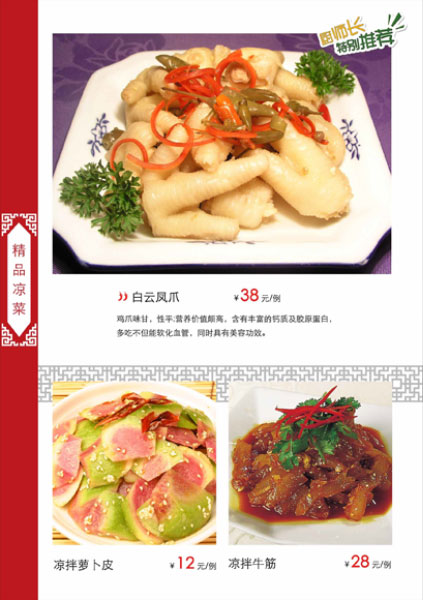 厨师长
特别推荐
精品凉菜
白云凤爪 ¥38元/例
鸡爪味甘，性平,营养价值颇高，含有丰富的钙质及胶原蛋白，
多吃不但能软化血管，同时具有美容功效。
凉拌萝卜皮 ¥12元/例
凉拌牛筋 ¥28元/例